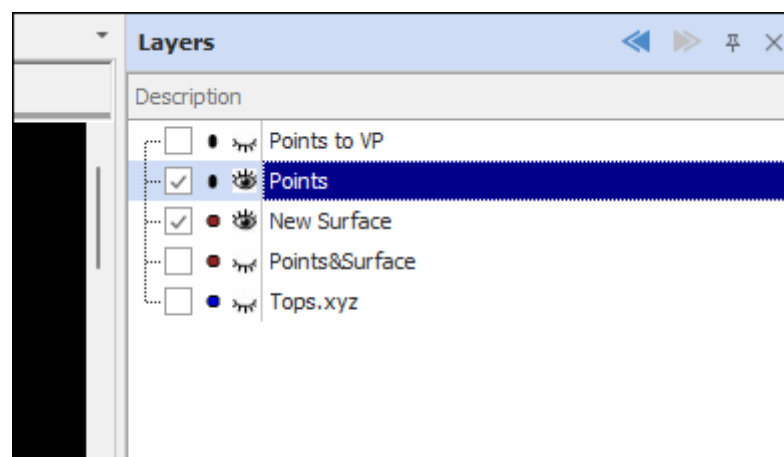 Layers
Description
Points to VP
Points
New Surface
Points&Surface
Tops.xyz